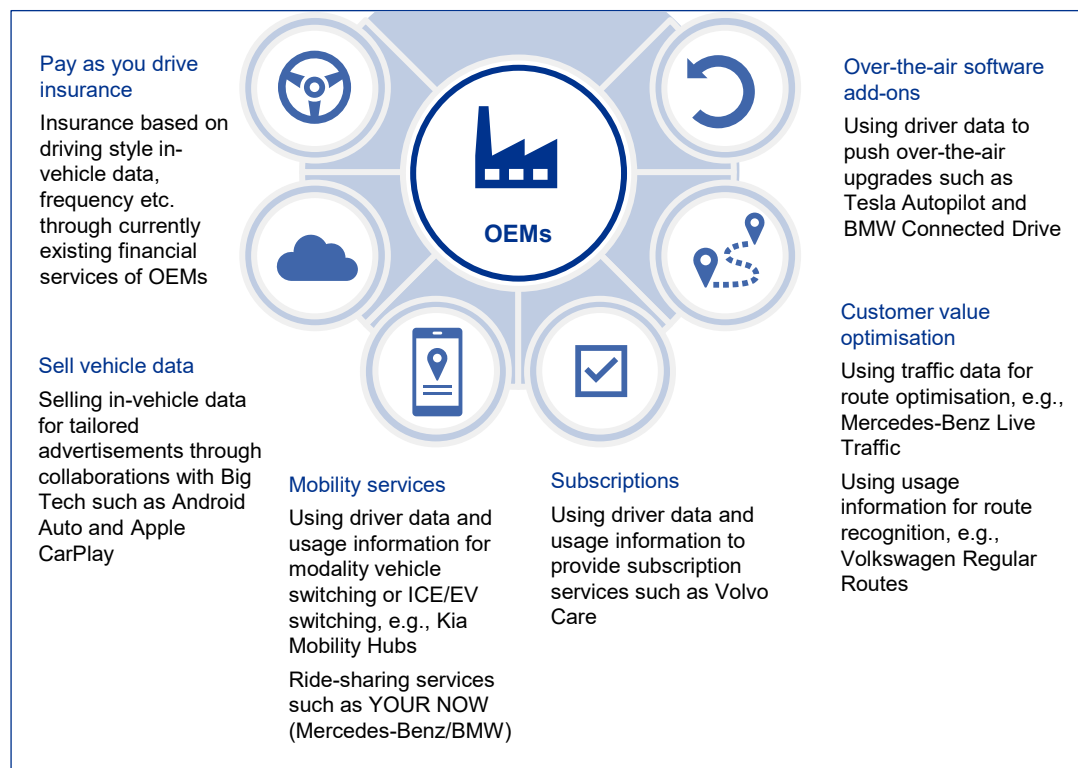 Pay as you drive
insurance
Insurance based on
driving style in-
vehicle data,
frequency etc.
through currently
existing financial
services of OEMs
Sell vehicle data
Selling in-vehicle data
for tailored
advertisements through
collaborations with Big
Tech such as Android
Auto and Apple
CarPlay
OEMs
Mobility services
Using driver data and
usage information for
modality vehicle
switching or ICE/EV
switching, e.g., Kia
Mobility Hubs
Ride-sharing services
such as YOUR NOW
(Mercedes-Benz/BMW)
Subscriptions
Using driver data and
usage information to
provide subscription
services such as Volvo
Care
Over-the-air software
add-ons
Using driver data to
push over-the-air
upgrades such as
Tesla Autopilot and
BMW Connected Drive
Customer value
optimisation
Using traffic data for
route optimisation, e.g.,
Mercedes-Benz Live
Traffic
Using usage
information for route
recognition, e.g.,
Volkswagen Regular
Routes